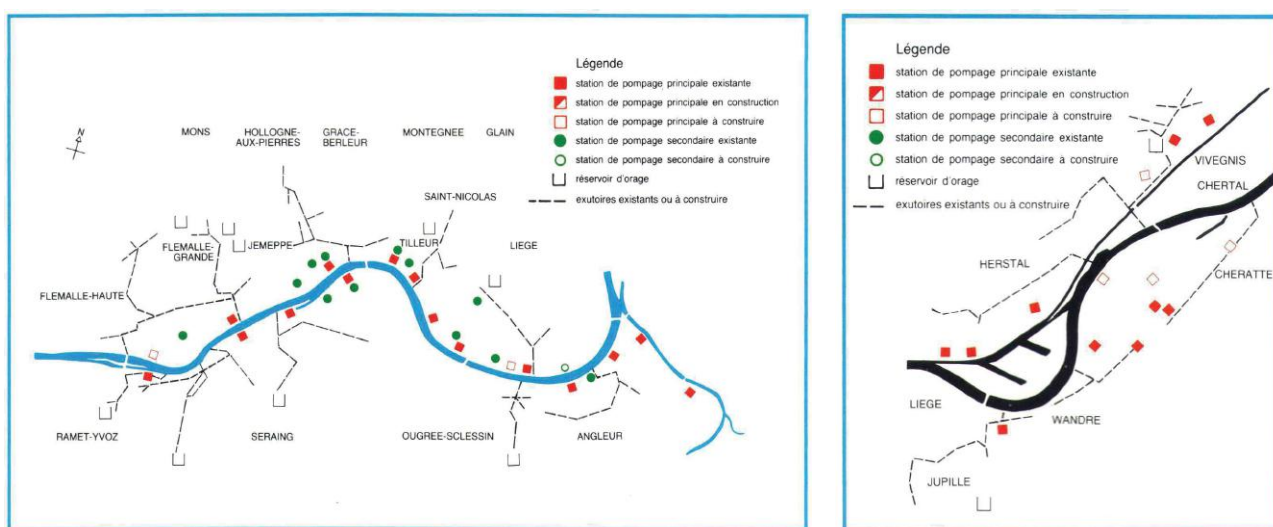 Légende
station de pompage principale existante
station de pompage principale en construction
station de pompage principale à construire
station de pompage secondaire existante
station de pompage secondaire à construire
réservoir d'orage
exutoires existants ou à construire
N
MONS
HOLLOGNE-
AUX-PIERRES
GRACE-
BERLEUR
MONTEGNEE
GLAIN
SAINT-NICOLAS
FLEMALLE-
GRANDE
JEMEPPE
TILLEUR
LIEGE
FLEMALLE-HAUTE
RAMET-YVOZ
SERAING
OUGREE-SCLESSIN
ANGLEUR
Légende
station de pompage principale existante
station de pompage principale en construction
station de pompage principale à construire
station de pompage secondaire existante
station de pompage secondaire à construire
réservoir d'orage
exutoires existants ou à construire
VIVEGNIS
CHERTAL
HERSTAL
CHERATTE
LIEGE
WANDRE
JUPILLE